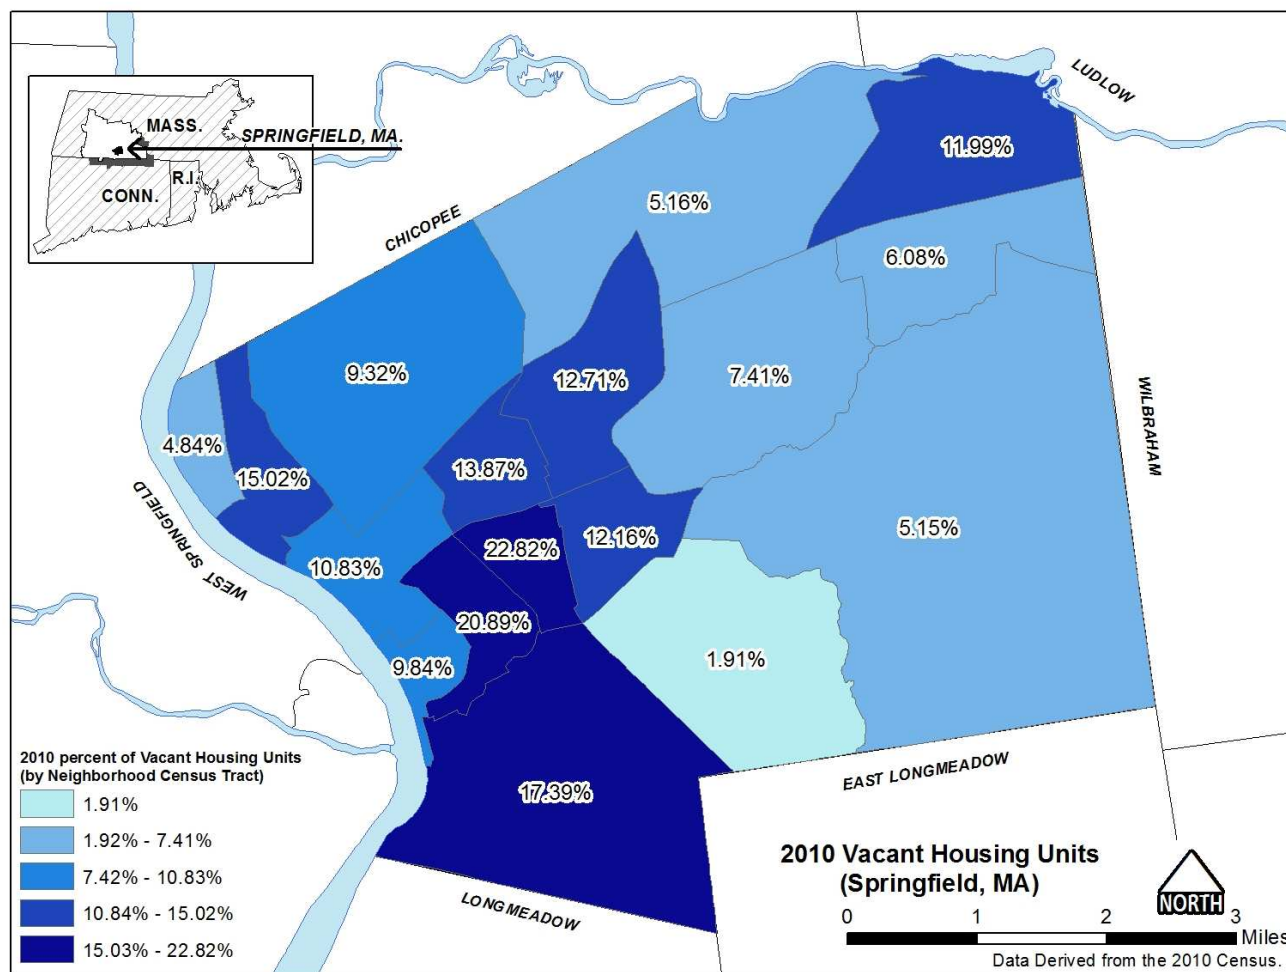 LUDLOW
MASS.
SPRINGFIELD, MA.
R.I.
CONN.
CHICOPEE
11.99%
5.16%
6.08%
9.32%
12.71%
7.41%
WILBRAHAM
4.84%
15.02%
13.87%
WEST SPRINGFIELD
22.82%
12.16%
5.15%
10.83%
20.89%
9.84%
1.91%
17.39%
EAST LONGMEADOW
LONGMEADOW
2010 percent of Vacant Housing Units
(by Neighborhood Census Tract)
1.91%
1.92% - 7.41%
7.42% - 10.83%
10.84% - 15.02%
15.03% - 22.82%
2010 Vacant Housing Units
(Springfield, MA)
NORTH
0 1 2 3
Miles
Data Derived from the 2010 Census.